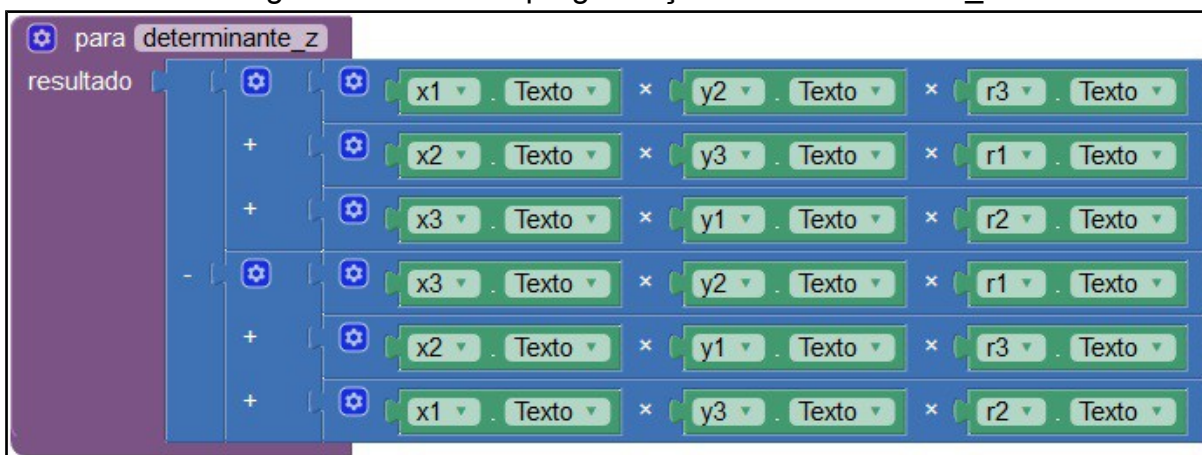 para determinante_z
resultado
x1 . Texto × y2 . Texto × r3 . Texto
+ x2 . Texto × y3 . Texto × r1 . Texto
+ x3 . Texto × y1 . Texto × r2 . Texto
- x3 . Texto × y2 . Texto × r1 . Texto
+ x2 . Texto × y1 . Texto × r3 . Texto
+ x1 . Texto × y3 . Texto × r2 . Texto